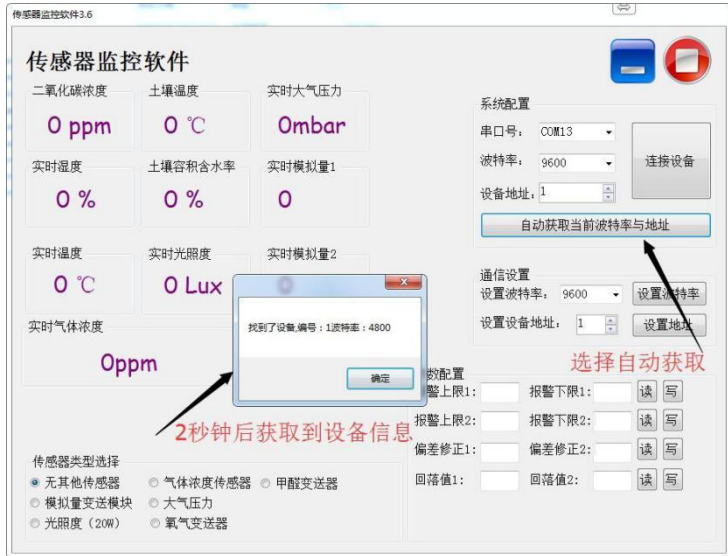 传感器监控软件3.6
传感器监控软件
二氧化碳浓度
土壤温度
实时大气压力
0 ppm
0 ℃
0mbar
实时湿度
土壤容积含水率
实时模拟量1
0 %
0 %
0
实时温度
实时光照度
实时模拟量2
0 ℃
0 Lux
0
实时气体浓度
0ppm
系统配置
串口号:
COM13
波特率:
9600
连接设备
设备地址:
1
自动获取当前波特率与地址
通信设置
设置波特率:
9600
设置波特率
设置设备地址:
1
设置地址
选择自动获取
找到了设备,编号：1波特率：4800
确定
2秒钟后获取到设备信息
数配置
警上限1:
报警下限1:
读
写
报警上限2:
报警下限2:
读
写
偏差修正1:
偏差修正2:
读
写
回落值1:
回落值2:
读
写
传感器类型选择
无其他传感器
气体浓度传感器
甲醛变送器
模拟量变送模块
大气压力
光照度（20W）
氧气变送器